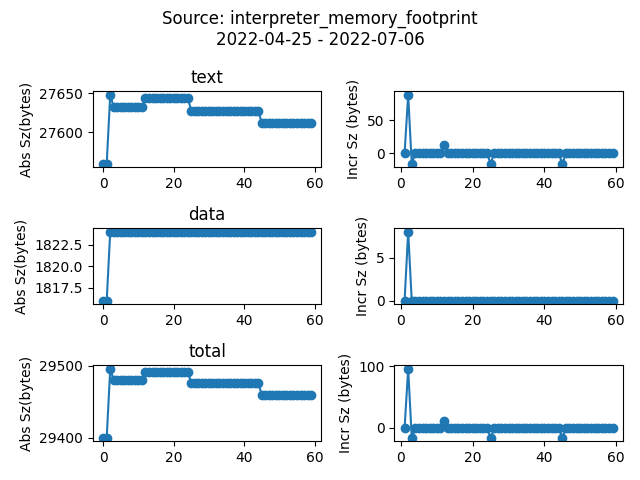 Source: interpreter_memory_footprint
2022-04-25 - 2022-07-06
text
Abs Sz(bytes)
27650
27600
0 20 40 60
Incr Sz (bytes)
50
0
0 20 40 60
data
Abs Sz(bytes)
1822.5
1820.0
1817.5
0 20 40 60
Incr Sz (bytes)
5
0
0 20 40 60
total
Abs Sz(bytes)
29500
29400
0 20 40 60
Incr Sz (bytes)
100
0
0 20 40 60